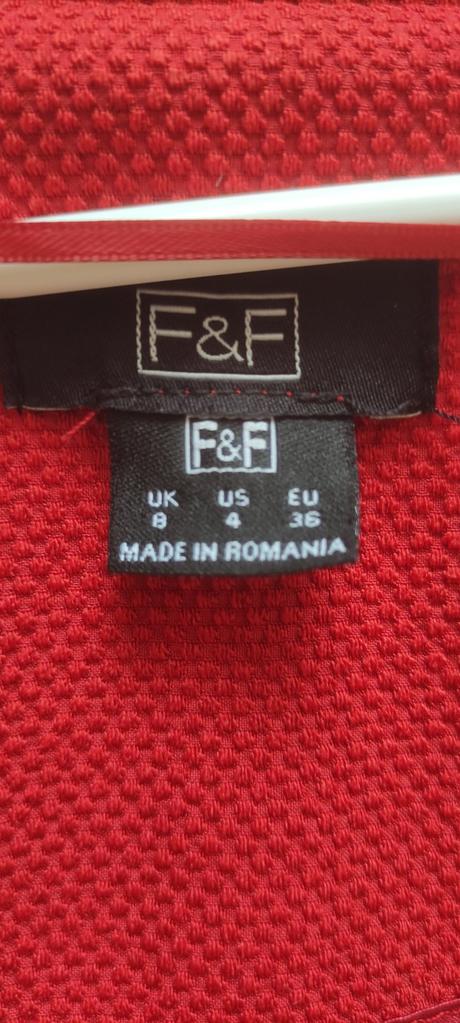 F&F
F&F
UK US EU
8 4 36
MADE IN ROMANIA